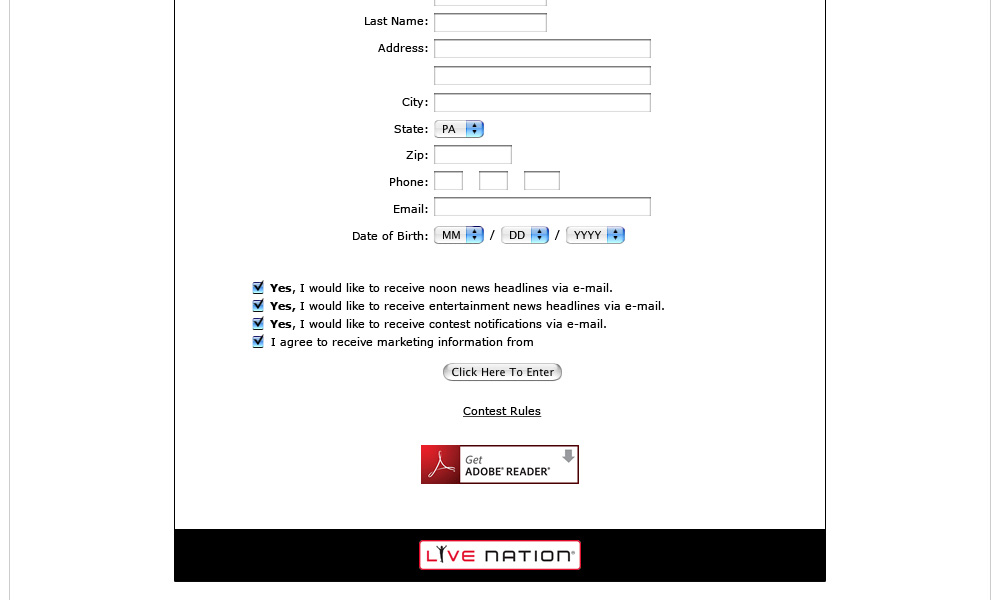 Last Name:
Address:
City:
State: PA
Zip:
Phone:
Email:
Date of Birth: MM / DD / YYYY
Yes, I would like to receive noon news headlines via e-mail.
Yes, I would like to receive entertainment news headlines via e-mail.
Yes, I would like to receive contest notifications via e-mail.
I agree to receive marketing information from
Click Here To Enter
Contest Rules
Get
ADOBE® READER®
LIVE NATION®